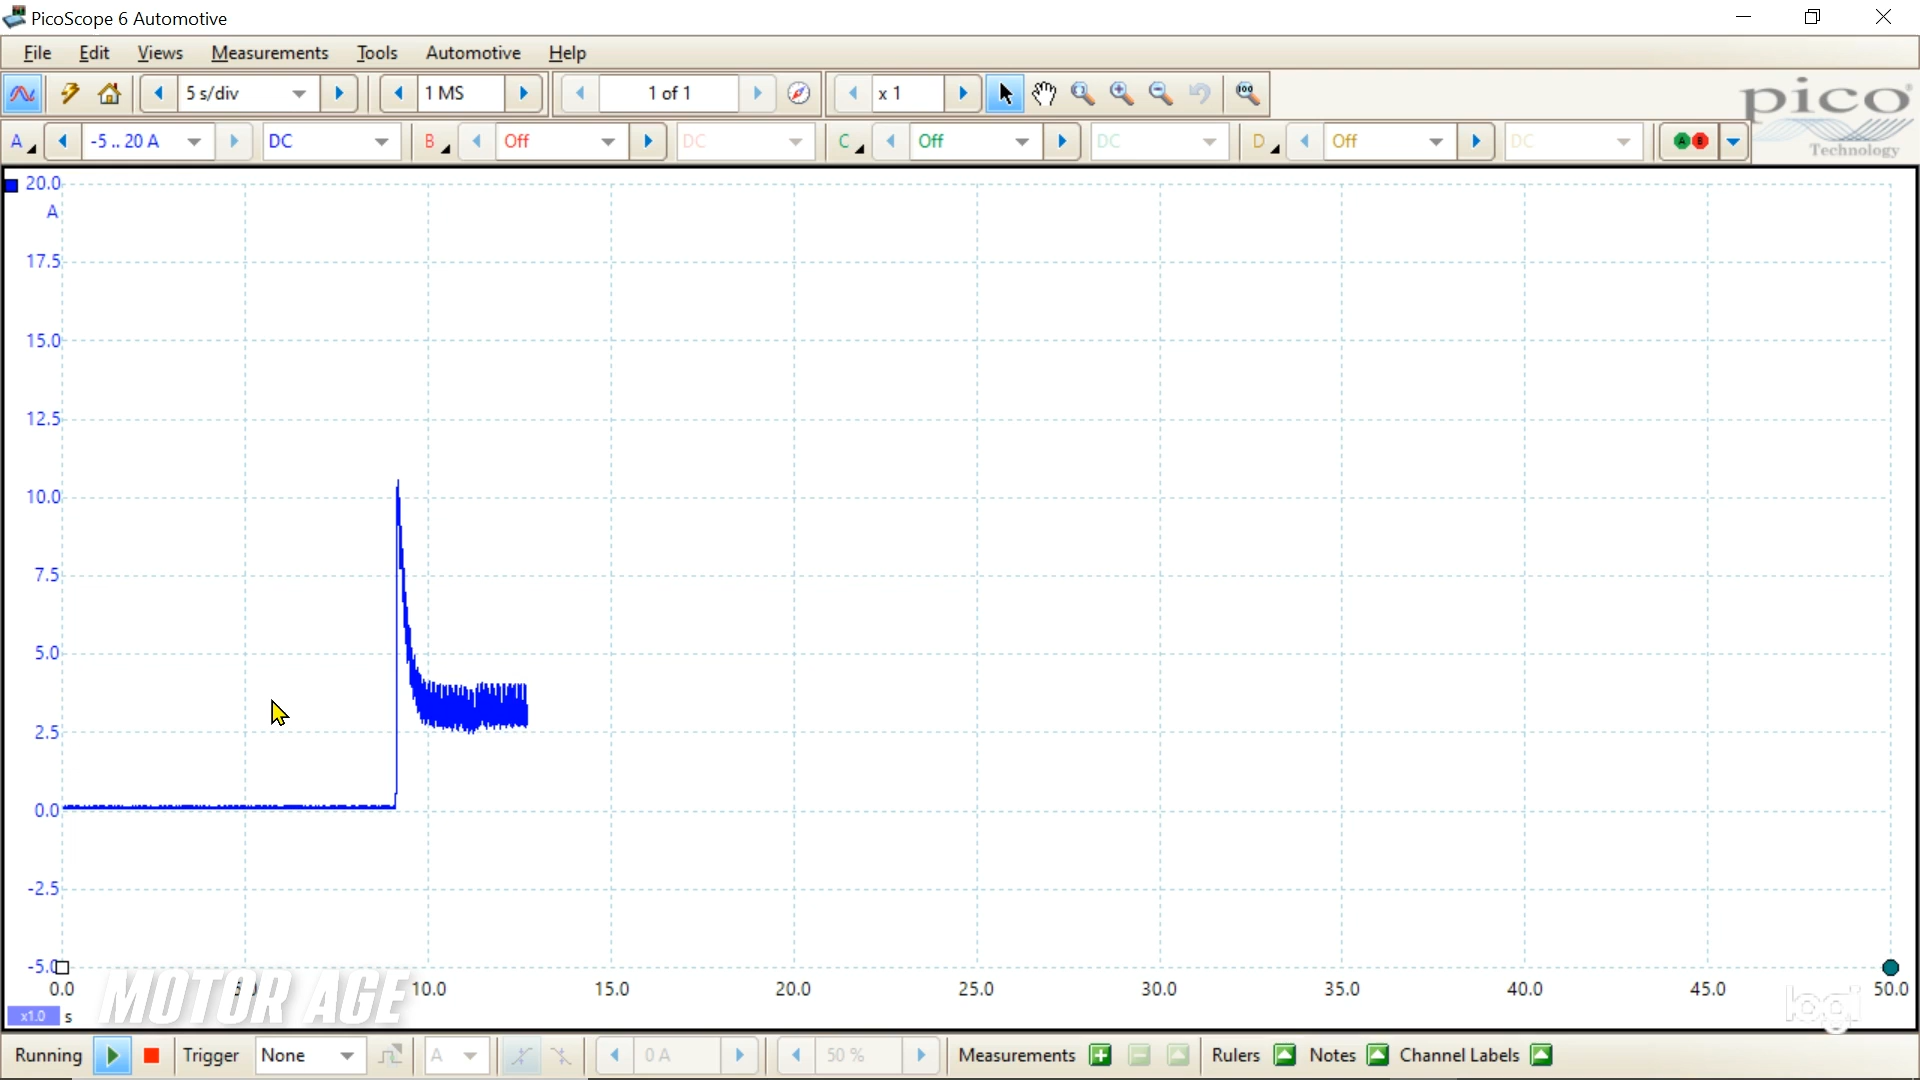 PicoScope 6 Automotive
File Edit Views Measurements Tools Automotive Help
5 s/div 1 MS 1 of 1 x 1
A -5 .. 20 A DC B Off DC C Off DC D Off DC A B
pico
Technology
20.0
A
17.5
15.0
12.5
10.0
7.5
5.0
2.5
0.0
-2.5
-5.0
0.0 10.0 15.0 20.0 25.0 30.0 35.0 40.0 45.0 50.0
x1.0 s
MOTOR AGE
logi
Running Trigger None A 0 A 50 % Measurements Rulers Notes Channel Labels